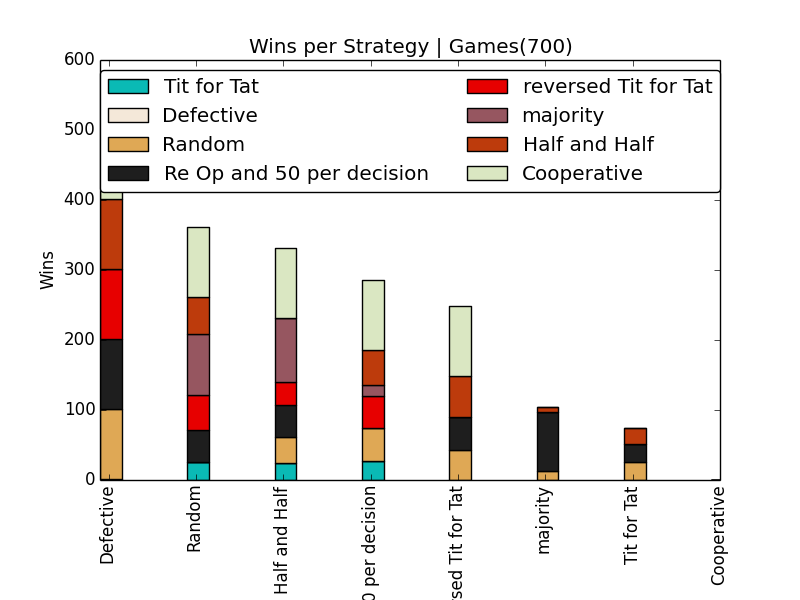 Wins per Strategy | Games(700)
600
500
400
300
200
100
0
Wins
Tit for Tat
Defective
Random
Re Op and 50 per decision
reversed Tit for Tat
majority
Half and Half
Cooperative
Defective
Random
Half and Half
0 per decision
rsed Tit for Tat
majority
Tit for Tat
Cooperative